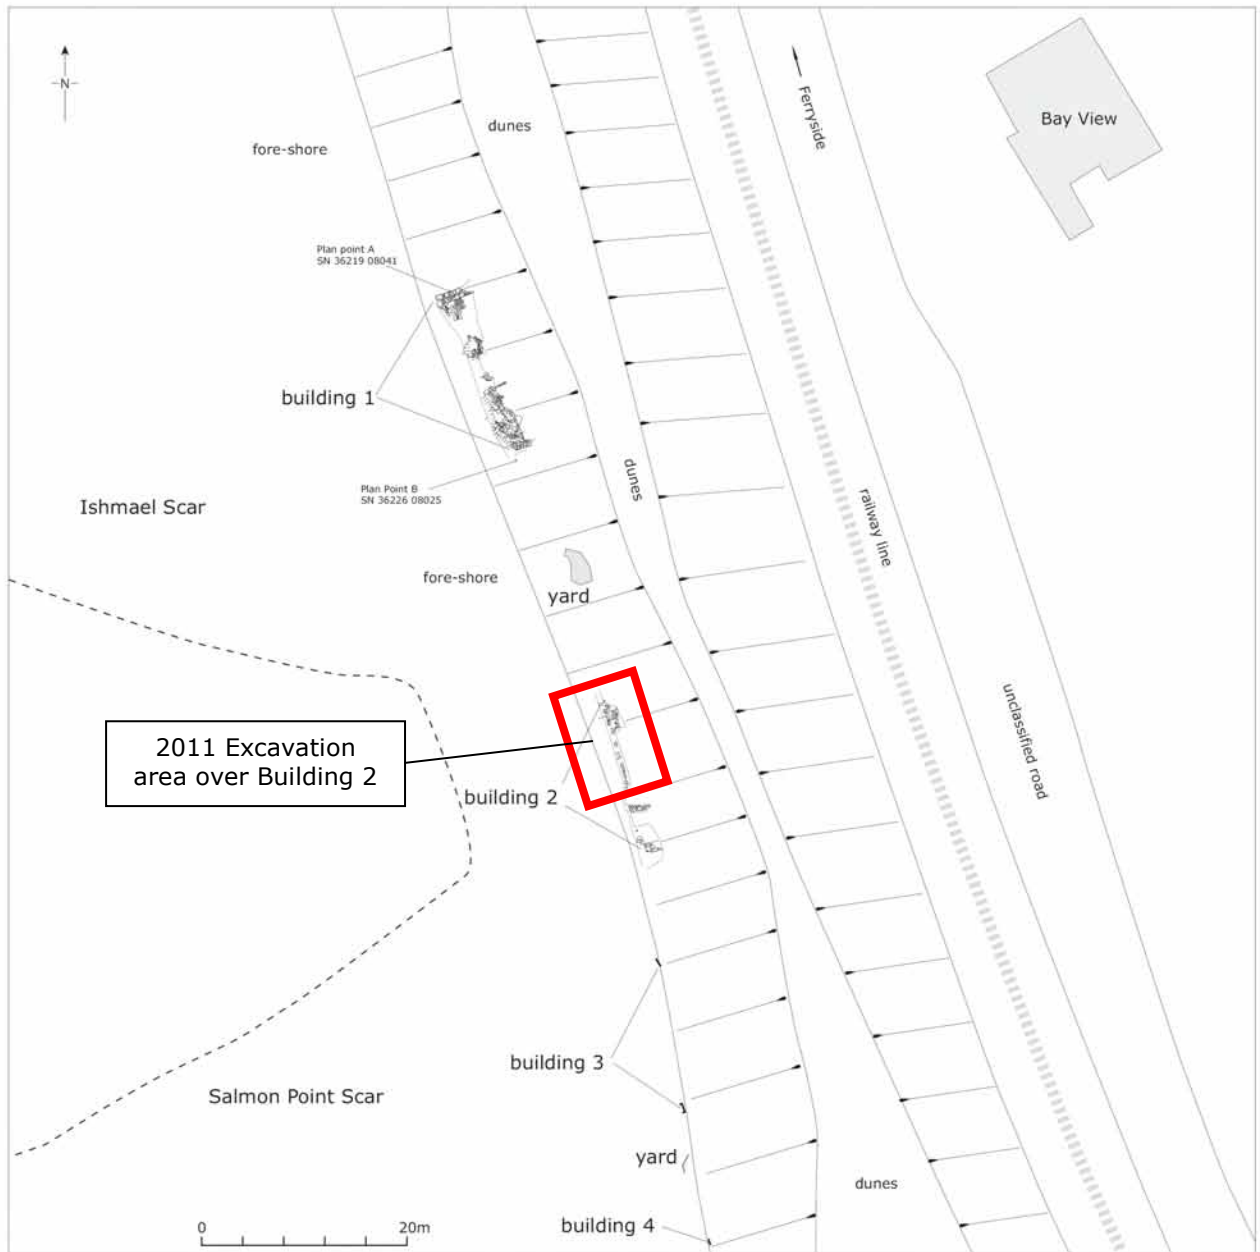 N
Ferryside
Bay View
dunes
fore-shore
Plan point A
SN 36219 08041
building 1
Plan Point B
SN 36226 08025
dunes
Ishmael Scar
railway line
fore-shore
yard
unclassified road
2011 Excavation
area over Building 2
building 2
building 3
Salmon Point Scar
yard
dunes
building 4
0 20m